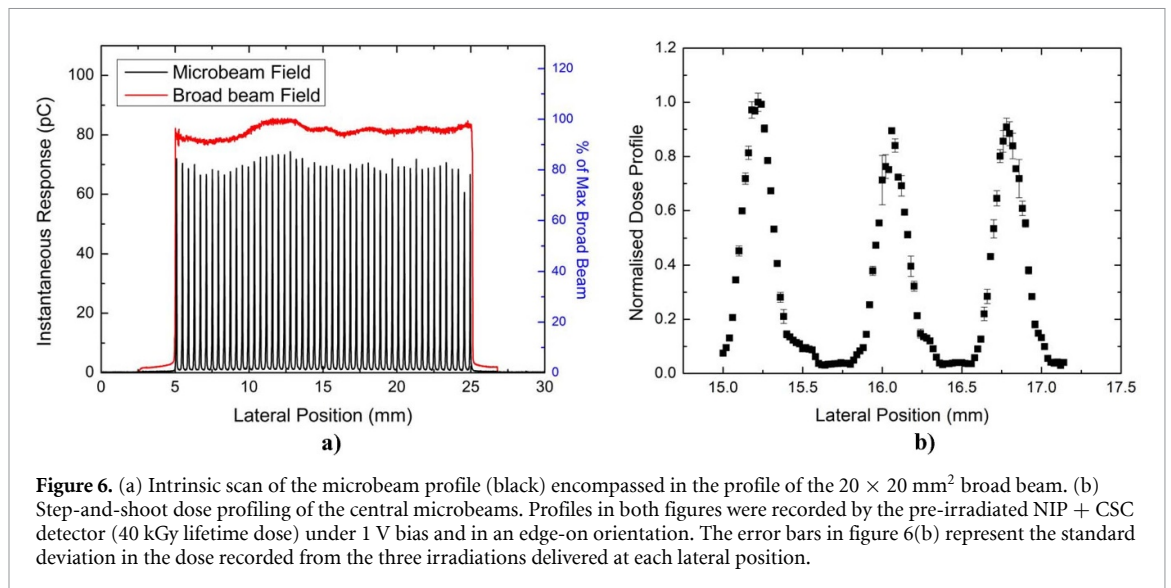 Microbeam Field
Broad beam Field
Instantaneous Response (pC)
100
80
60
40
20
0
% of Max Broad Beam
120
100
80
60
40
20
0
0 5 10 15 20 25 30
Lateral Position (mm)
a)
Normalised Dose Profile
1.2
1.0
0.8
0.6
0.4
0.2
0.0
15.0 15.5 16.0 16.5 17.0 17.5
Lateral Position (mm)
b)
Figure 6. (a) Intrinsic scan of the microbeam profile (black) encompassed in the profile of the 20 × 20 mm² broad beam. (b)
Step-and-shoot dose profiling of the central microbeams. Profiles in both figures were recorded by the pre-irradiated NIP + CSC
detector (40 kGy lifetime dose) under 1 V bias and in an edge-on orientation. The error bars in figure 6(b) represent the standard
deviation in the dose recorded from the three irradiations delivered at each lateral position.